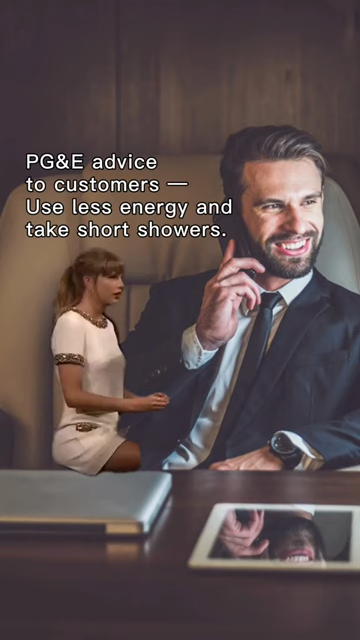 PG&E advice
to customers —
Use less energy and
take short showers.